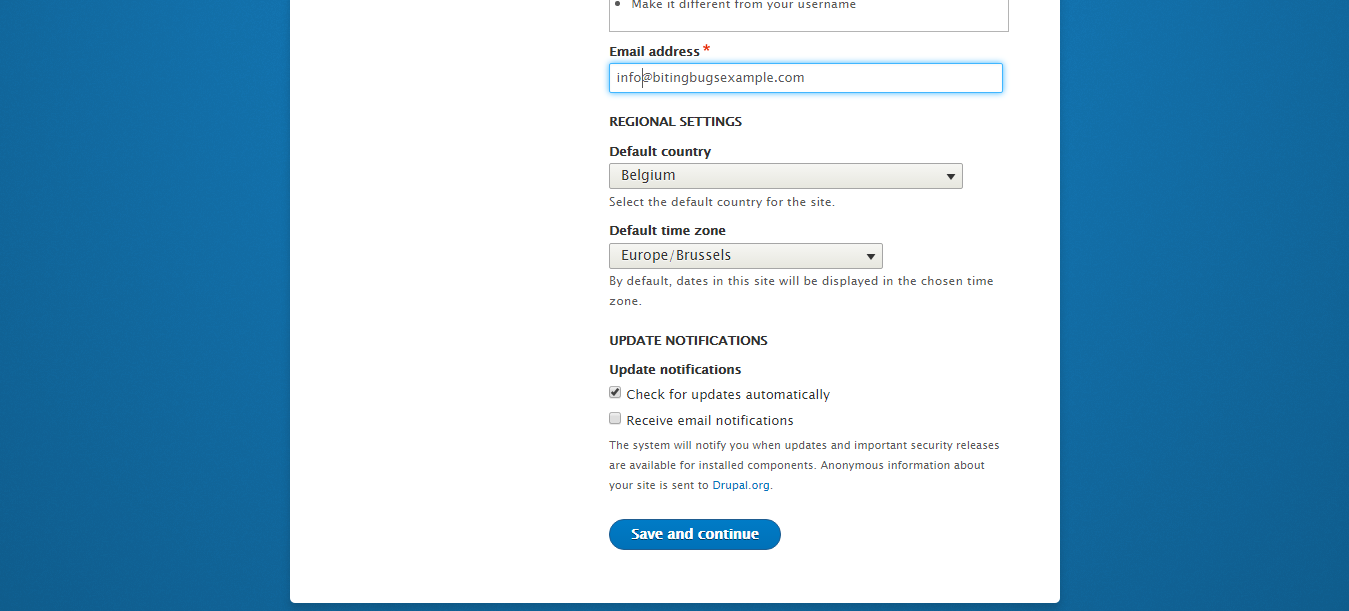 Make it different from your username
Email address *
info@bitingbugsexample.com
REGIONAL SETTINGS
Default country
Belgium
Select the default country for the site.
Default time zone
Europe/Brussels
By default, dates in this site will be displayed in the chosen time
zone.
UPDATE NOTIFICATIONS
Update notifications
Check for updates automatically
Receive email notifications
The system will notify you when updates and important security releases
are available for installed components. Anonymous information about
your site is sent to Drupal.org.
Save and continue